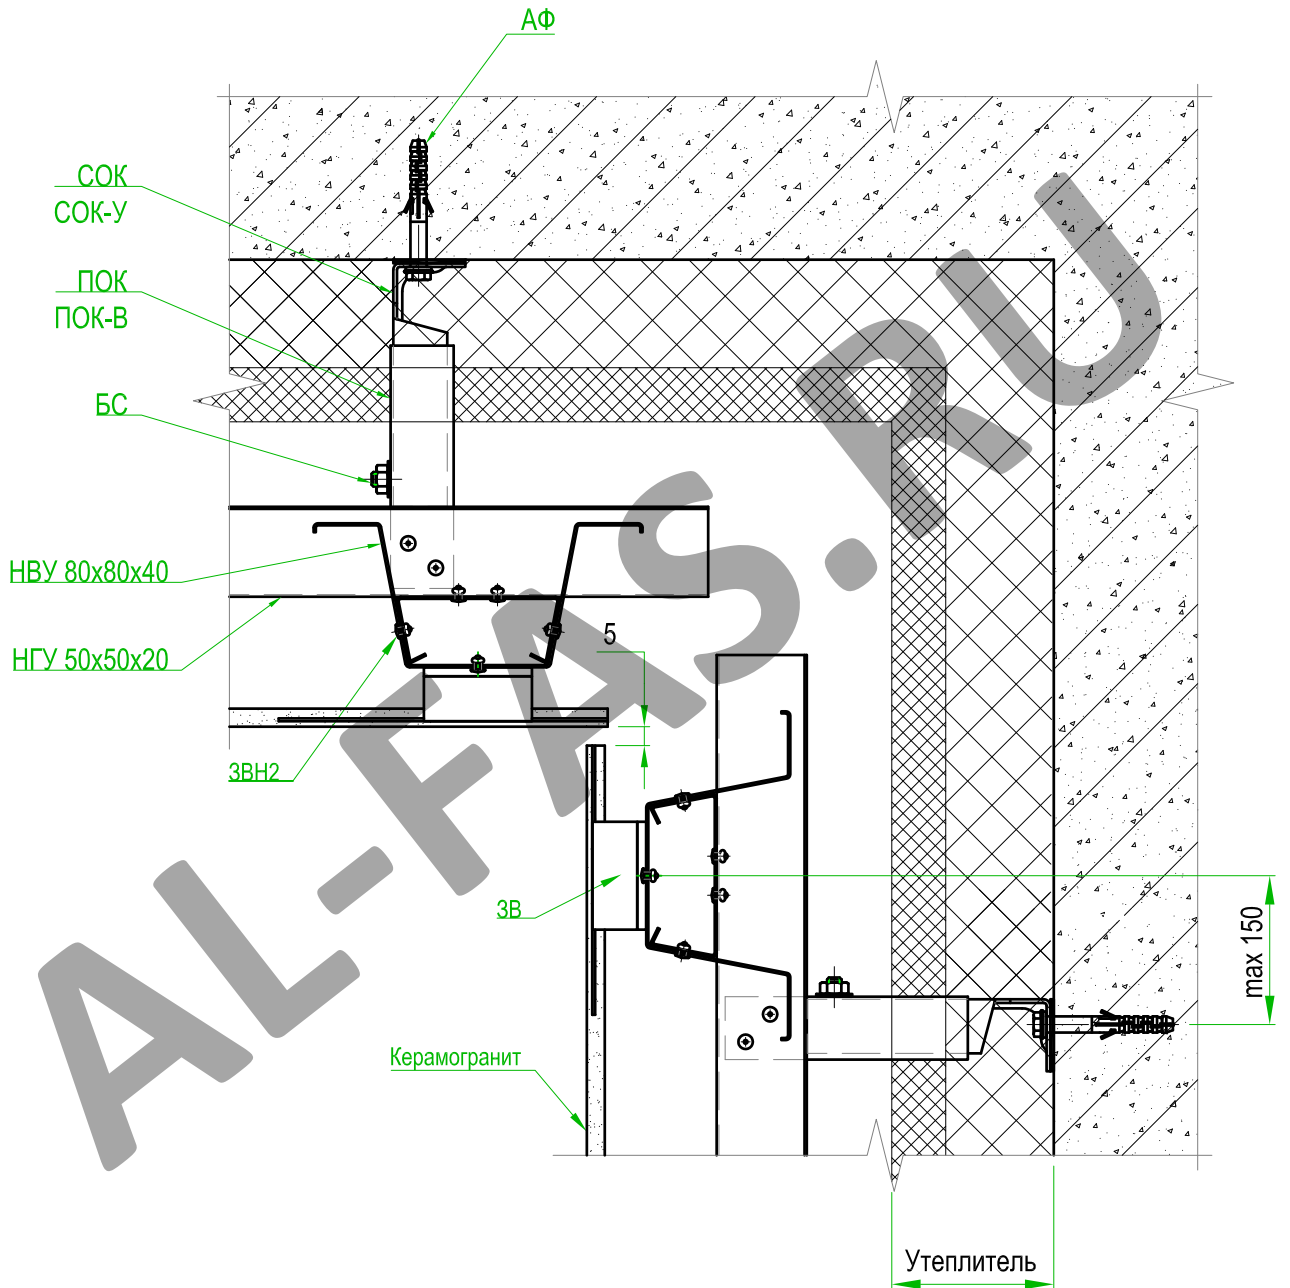 АФ
СОК
СОК-У
ПОК
ПОК-В
БС
НВУ 80х80х40
5
НГУ 50х50х20
ЗВН2
ЗВ
max 150
Керамогранит
Утеплитель
AL-FAS.RU